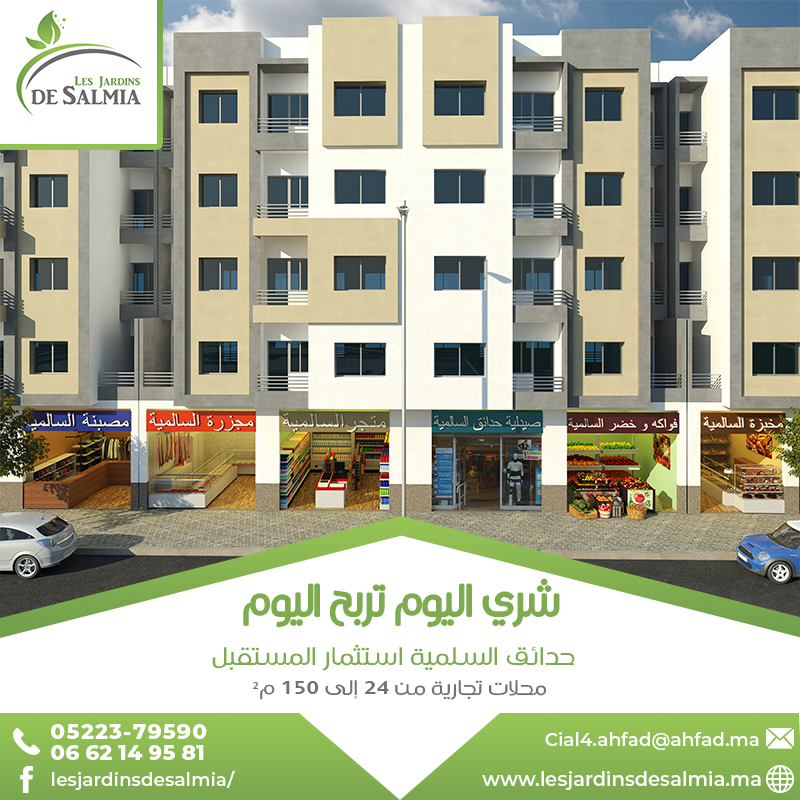 LES JARDINS
DE SALMIA
مصبنة السالمية
مجزرة السالمية
متجر السالمية
صيدلية حدائق السالمية
فواكه و خضر السالمية
مخبزة السالمية
شري اليوم تربح اليوم
حدائق السلمية استثمار المستقبل
محلات تجارية من 24 إلى 150 م²
05223-79590
06 62 14 95 81
lesjardinsdesalmia/
Cial4.ahfad@ahfad.ma
www.lesjardinsdesalmia.ma